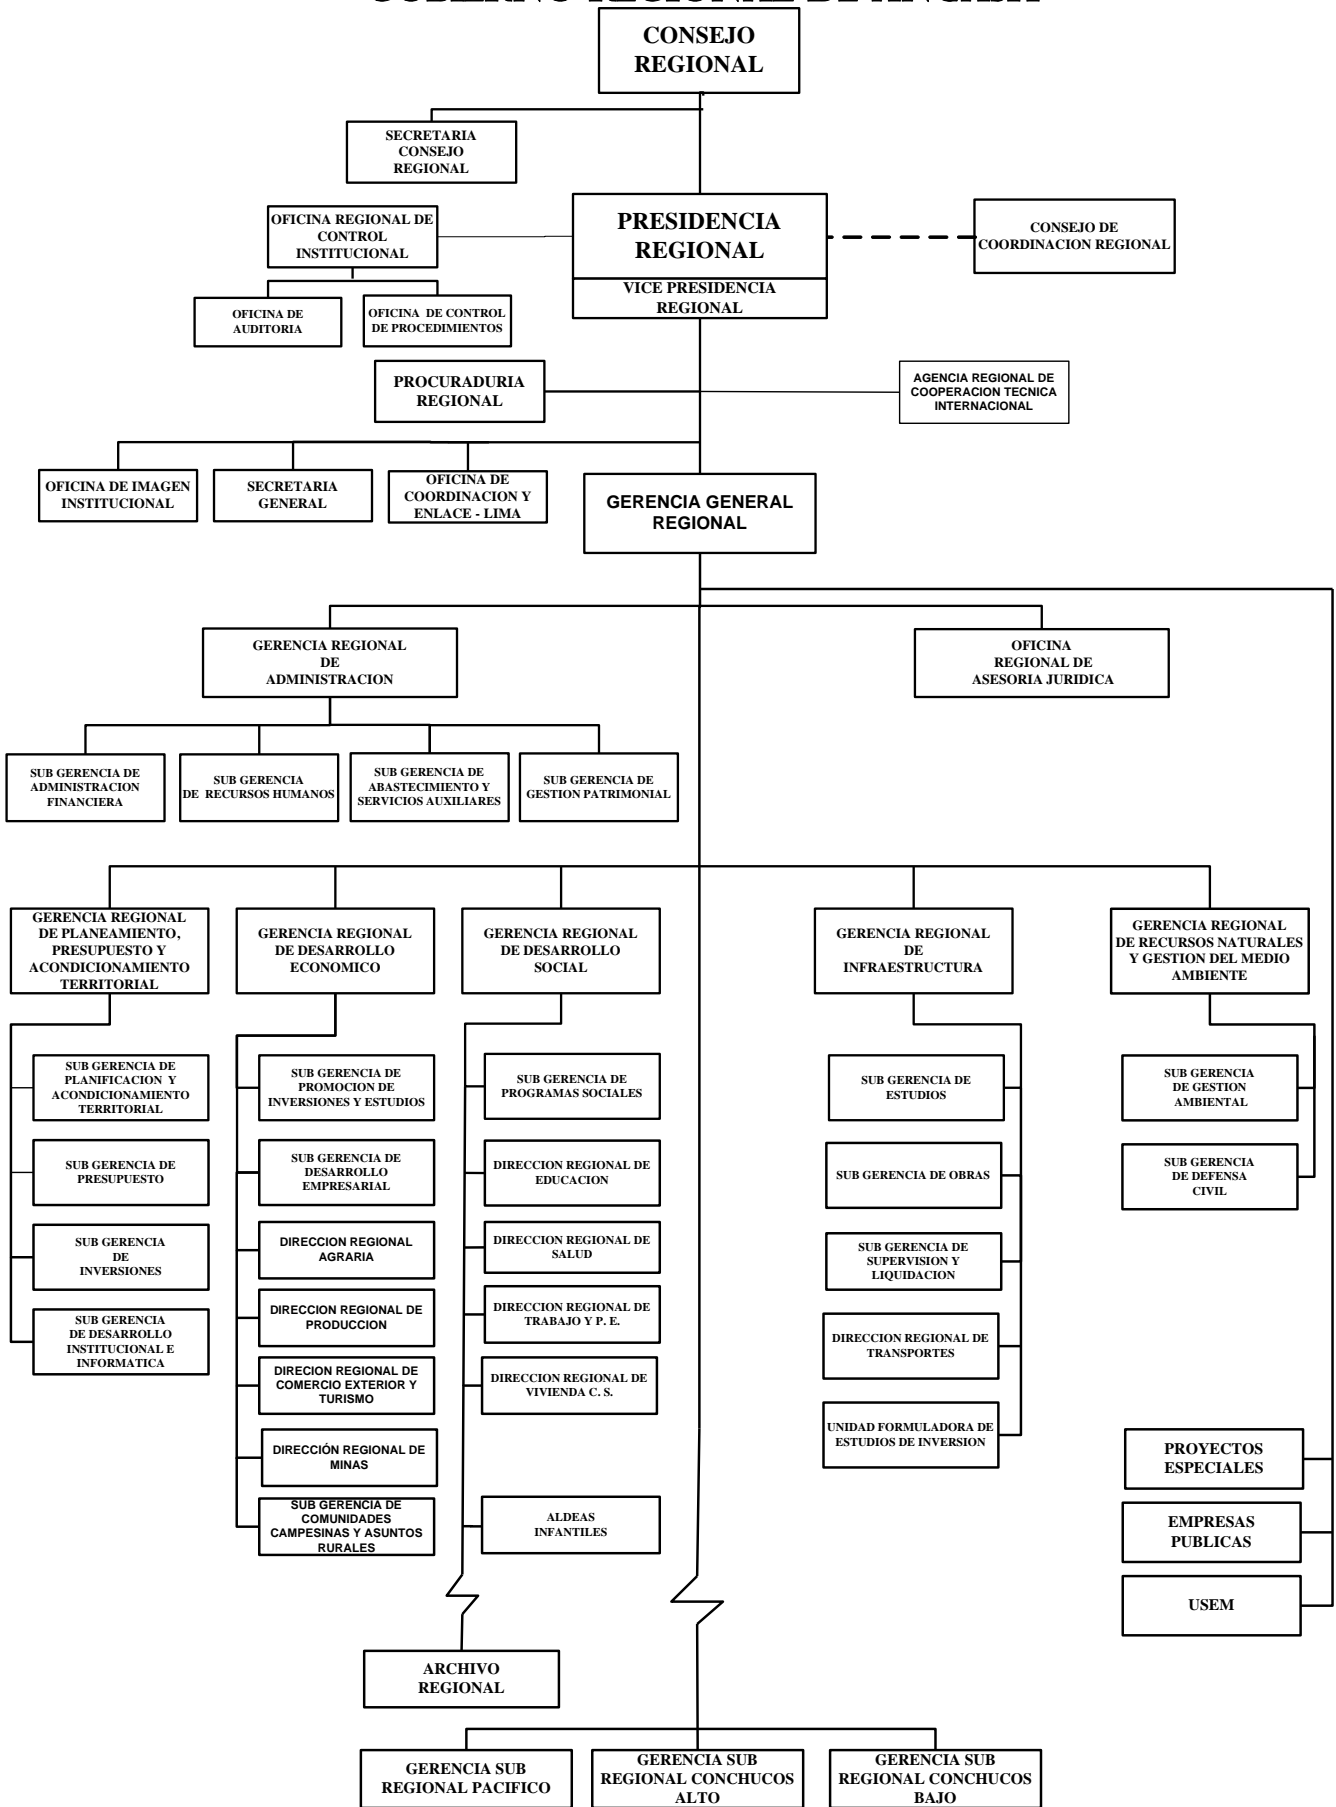 CONSEJO
REGIONAL
SECRETARIA
CONSEJO
REGIONAL
OFICINA REGIONAL DE
CONTROL
INSTITUCIONAL
PRESIDENCIA
REGIONAL
VICE PRESIDENCIA
REGIONAL
CONSEJO DE
COORDINACION REGIONAL
OFICINA DE
AUDITORIA
OFICINA DE CONTROL
DE PROCEDIMIENTOS
PROCURADURIA
REGIONAL
AGENCIA REGIONAL DE
COOPERACION TECNICA
INTERNACIONAL
OFICINA DE IMAGEN
INSTITUCIONAL
SECRETARIA
GENERAL
OFICINA DE
COORDINACION Y
ENLACE - LIMA
GERENCIA GENERAL
REGIONAL
GERENCIA REGIONAL
DE
ADMINISTRACION
OFICINA
REGIONAL DE
ASESORIA JURIDICA
SUB GERENCIA DE
ADMINISTRACION
FINANCIERA
SUB GERENCIA
DE RECURSOS HUMANOS
SUB GERENCIA DE
ABASTECIMIENTO Y
SERVICIOS AUXILIARES
SUB GERENCIA DE
GESTION PATRIMONIAL
GERENCIA REGIONAL
DE PLANEAMIENTO,
PRESUPUESTO Y
ACONDICIONAMIENTO
TERRITORIAL
GERENCIA REGIONAL
DE DESARROLLO
ECONOMICO
GERENCIA REGIONAL
DE DESARROLLO
SOCIAL
GERENCIA REGIONAL
DE
INFRAESTRUCTURA
GERENCIA REGIONAL
DE RECURSOS NATURALES
Y GESTION DEL MEDIO
AMBIENTE
SUB GERENCIA DE
PLANIFICACION Y
ACONDICIONAMIENTO
TERRITORIAL
SUB GERENCIA DE
PRESUPUESTO
SUB GERENCIA
DE
INVERSIONES
SUB GERENCIA
DE DESARROLLO
INSTITUCIONAL E
INFORMATICA
SUB GERENCIA DE
PROMOCION DE
INVERSIONES Y ESTUDIOS
SUB GERENCIA DE
DESARROLLO
EMPRESARIAL
DIRECCION REGIONAL
AGRARIA
DIRECCION REGIONAL DE
PRODUCCION
DIRECION REGIONAL DE
COMERCIO EXTERIOR Y
TURISMO
DIRECCIÓN REGIONAL DE
MINAS
SUB GERENCIA DE
COMUNIDADES
CAMPESINAS Y ASUNTOS
RURALES
SUB GERENCIA DE
PROGRAMAS SOCIALES
DIRECCION REGIONAL DE
EDUCACION
DIRECCION REGIONAL DE
SALUD
DIRECCION REGIONAL DE
TRABAJO Y P. E.
DIRECCION REGIONAL DE
VIVIENDA C. S.
ALDEAS
INFANTILES
SUB GERENCIA DE
ESTUDIOS
SUB GERENCIA DE OBRAS
SUB GERENCIA DE
SUPERVISION Y
LIQUIDACION
DIRECCION REGIONAL DE
TRANSPORTES
UNIDAD FORMULADORA DE
ESTUDIOS DE INVERSION
SUB GERENCIA
DE GESTION
AMBIENTAL
SUB GERENCIA
DE DEFENSA
CIVIL
PROYECTOS
ESPECIALES
EMPRESAS
PUBLICAS
USEM
ARCHIVO
REGIONAL
GERENCIA SUB
REGIONAL PACIFICO
GERENCIA SUB
REGIONAL CONCHUCOS
ALTO
GERENCIA SUB
REGIONAL CONCHUCOS
BAJO